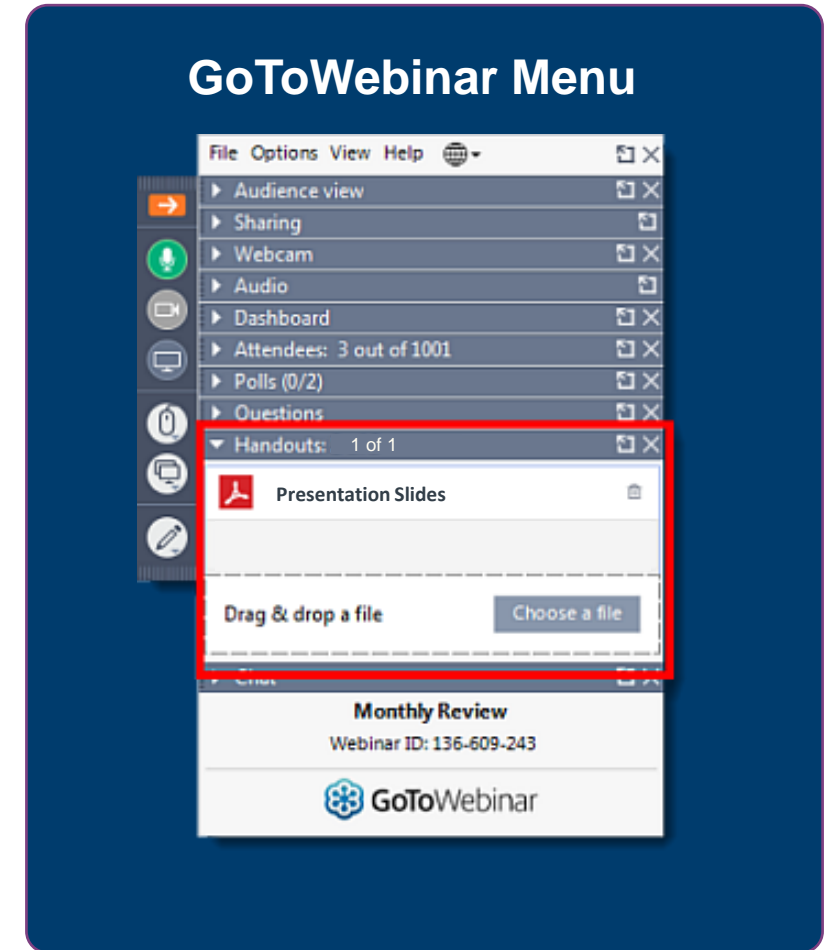 GoToWebinar Menu
File Options View Help
Audience view
Sharing
Webcam
Audio
Dashboard
Attendees: 3 out of 1001
Polls (0/2)
Questions
Handouts: 1 of 1
Presentation Slides
Drag & drop a file
Choose a file
Chat
Monthly Review
Webinar ID: 136-609-243
GoToWebinar